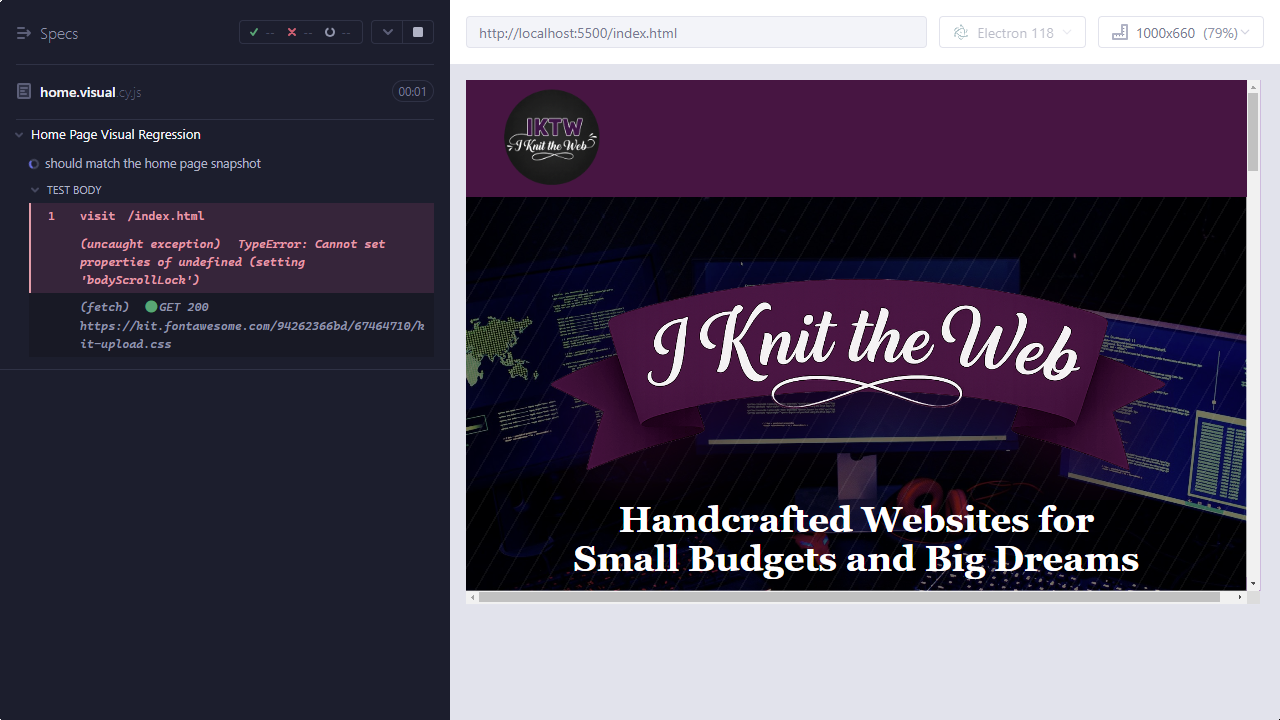 Specs
-- -- --
home.visual.cy.js
00:01
Home Page Visual Regression
should match the home page snapshot
TEST BODY
1 visit /index.html
(uncaught exception) TypeError: Cannot set
properties of undefined (setting
'bodyScrollLock')
(fetch) GET 200
https://kit.fontawesome.com/94262366bd/67464710/k
it-upload.css
http://localhost:5500/index.html
Electron 118
1000x660 (79%)
IKTW
I Knit the Web
I Knit the Web
Handcrafted Websites for
Small Budgets and Big Dreams